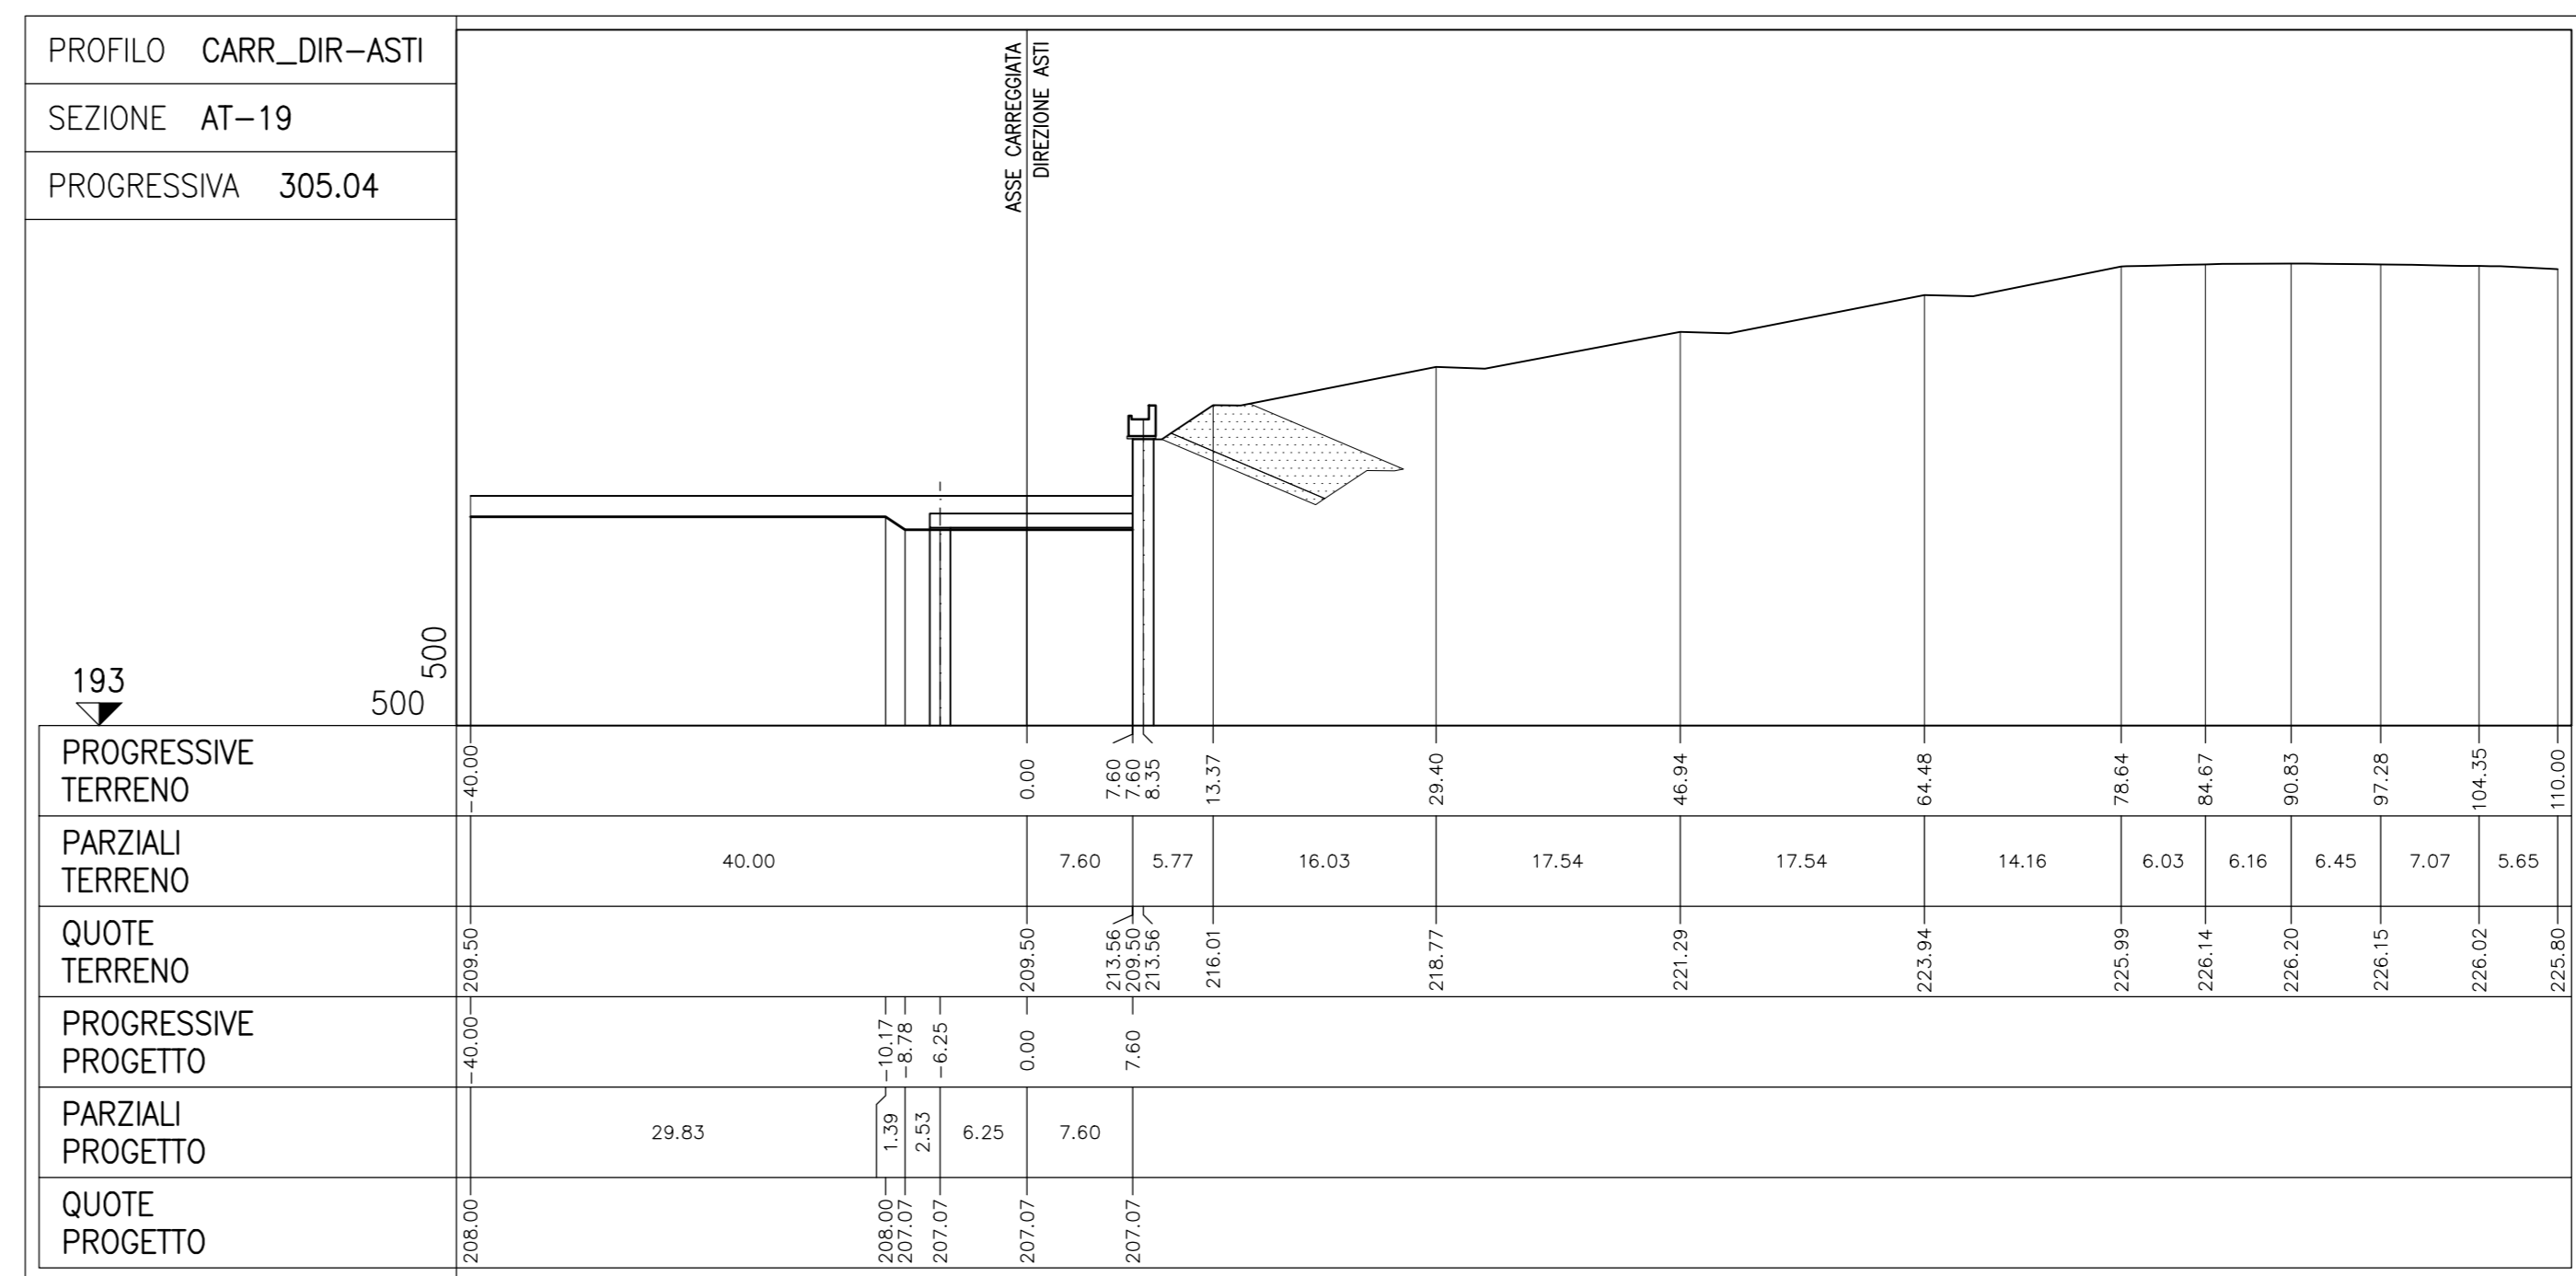 PROFILO CARR_DIR-ASTI
SEZIONE AT-19
PROGRESSIVA 305.04
ASSE CARREGGIATA
DIREZIONE ASTI
193
500
500
PROGRESSIVE
TERRENO
-40.00 0.00 7.60 7.60 8.35 13.37 29.40 46.94 64.48 78.64 84.67 90.83 97.28 104.35 110.00
PARZIALI
TERRENO
40.00 7.60 5.77 16.03 17.54 17.54 14.16 6.03 6.16 6.45 7.07 5.65
QUOTE
TERRENO
209.50 209.50 213.56 209.50 213.56 216.01 218.77 221.29 223.94 225.99 226.14 226.20 226.15 226.02 225.80
PROGRESSIVE
PROGETTO
-40.00 -10.17 -8.78 -6.25 0.00 7.60
PARZIALI
PROGETTO
29.83 1.39 2.53 6.25 7.60
QUOTE
PROGETTO
208.00 208.00 207.07 207.07 207.07 207.07